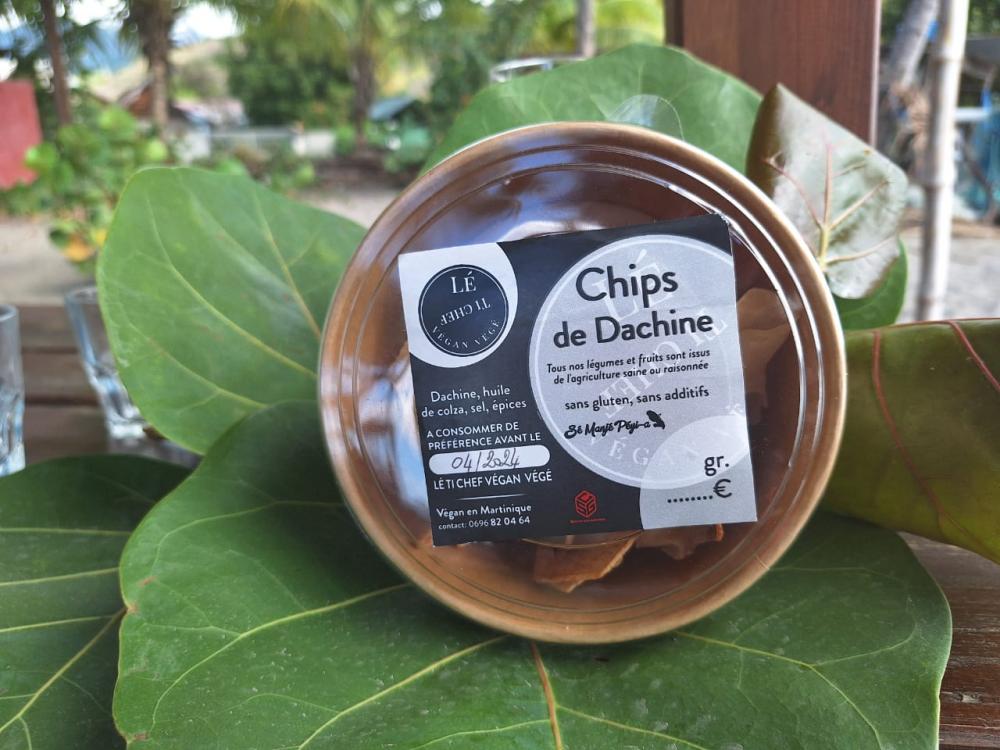 LÉ
TI CHEF
VÉGAN VÉGÉ
Dachine, huile
de colza, sel, épices
A CONSOMMER DE
PRÉFÉRENCE AVANT LE
04/2024
LÉ TI CHEF VÉGAN VÉGÉ
Végan en Martinique
contact: 0696 82 04 64
Chips
de Dachine
Tous nos légumes et fruits sont issus
de l'agriculture saine ou raisonnée
sans gluten, sans additifs
Sé Manjé Péyi-a
gr.
........€